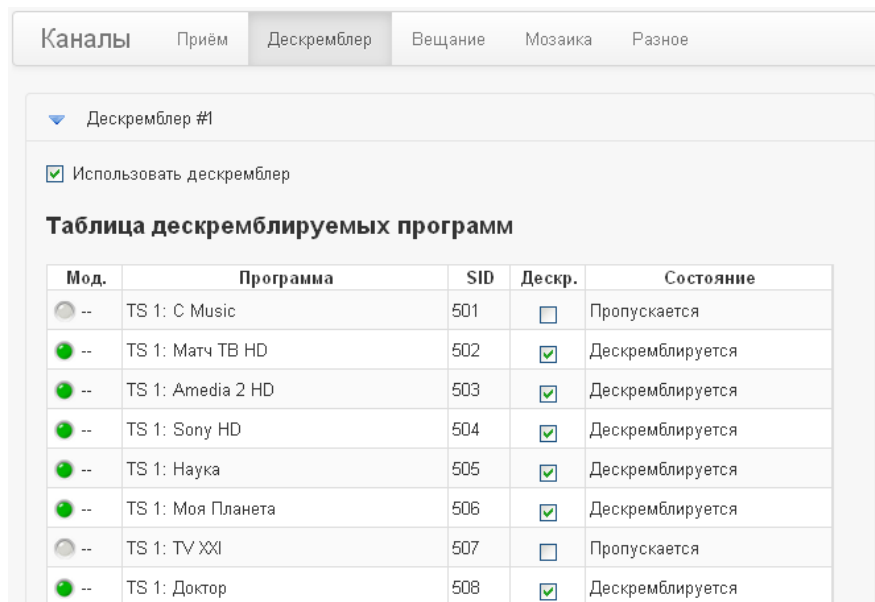 Каналы Приём Дескремблер Вещание Мозаика Разное
Дескремблер #1
Использовать дескремблер
Таблица дескремблируемых программ
Мод. Программа SID Дескр. Состояние
-- TS 1: C Music 501 Пропускается
-- TS 1: Матч ТВ HD 502 Дескремблируется
-- TS 1: Amedia 2 HD 503 Дескремблируется
-- TS 1: Sony HD 504 Дескремблируется
-- TS 1: Наука 505 Дескремблируется
-- TS 1: Моя Планета 506 Дескремблируется
-- TS 1: TV XXI 507 Пропускается
-- TS 1: Доктор 508 Дескремблируется